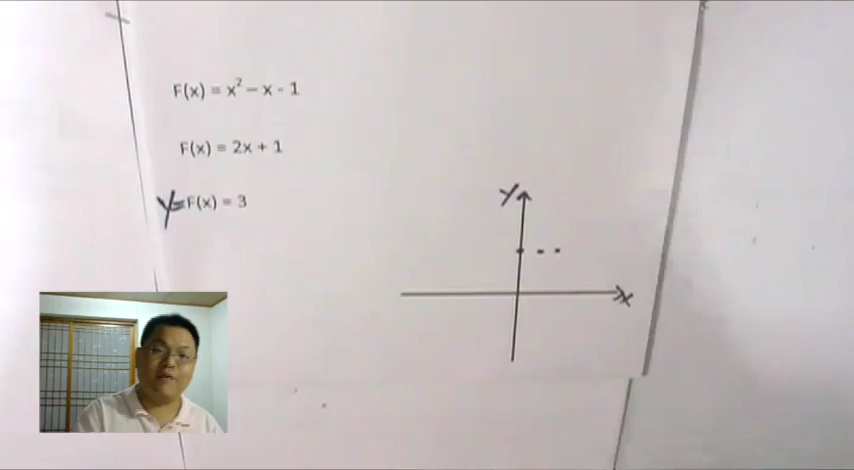 F(x) = x² – x - 1
F(x) = 2x + 1
y=F(x) = 3
y
x